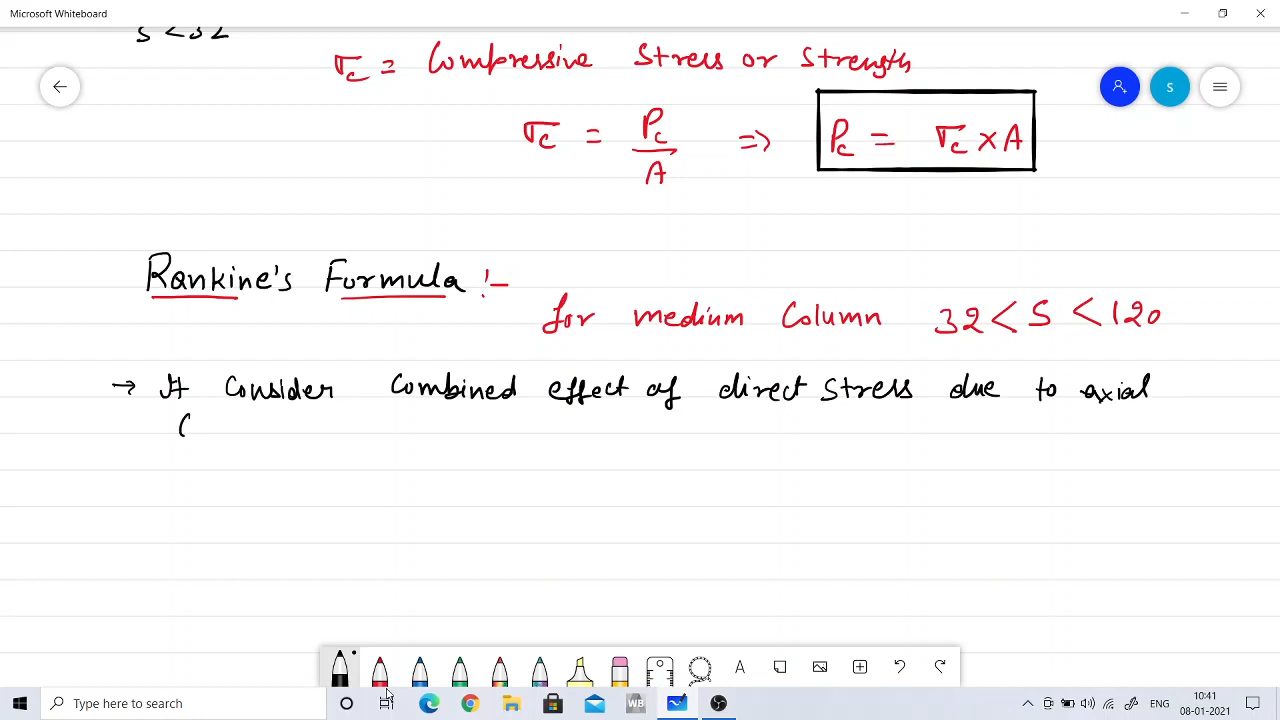 Microsoft Whiteboard
S < 32
σc = Compressive Stress or Strength
σc = Pc / A => Pc = σc × A
Rankine's Formula :-
for medium Column 32 < S < 120
→ It Consider Combined effect of direct stress due to axial
(
S
A
WB
Type here to search
ENG
10:41
08-01-2021